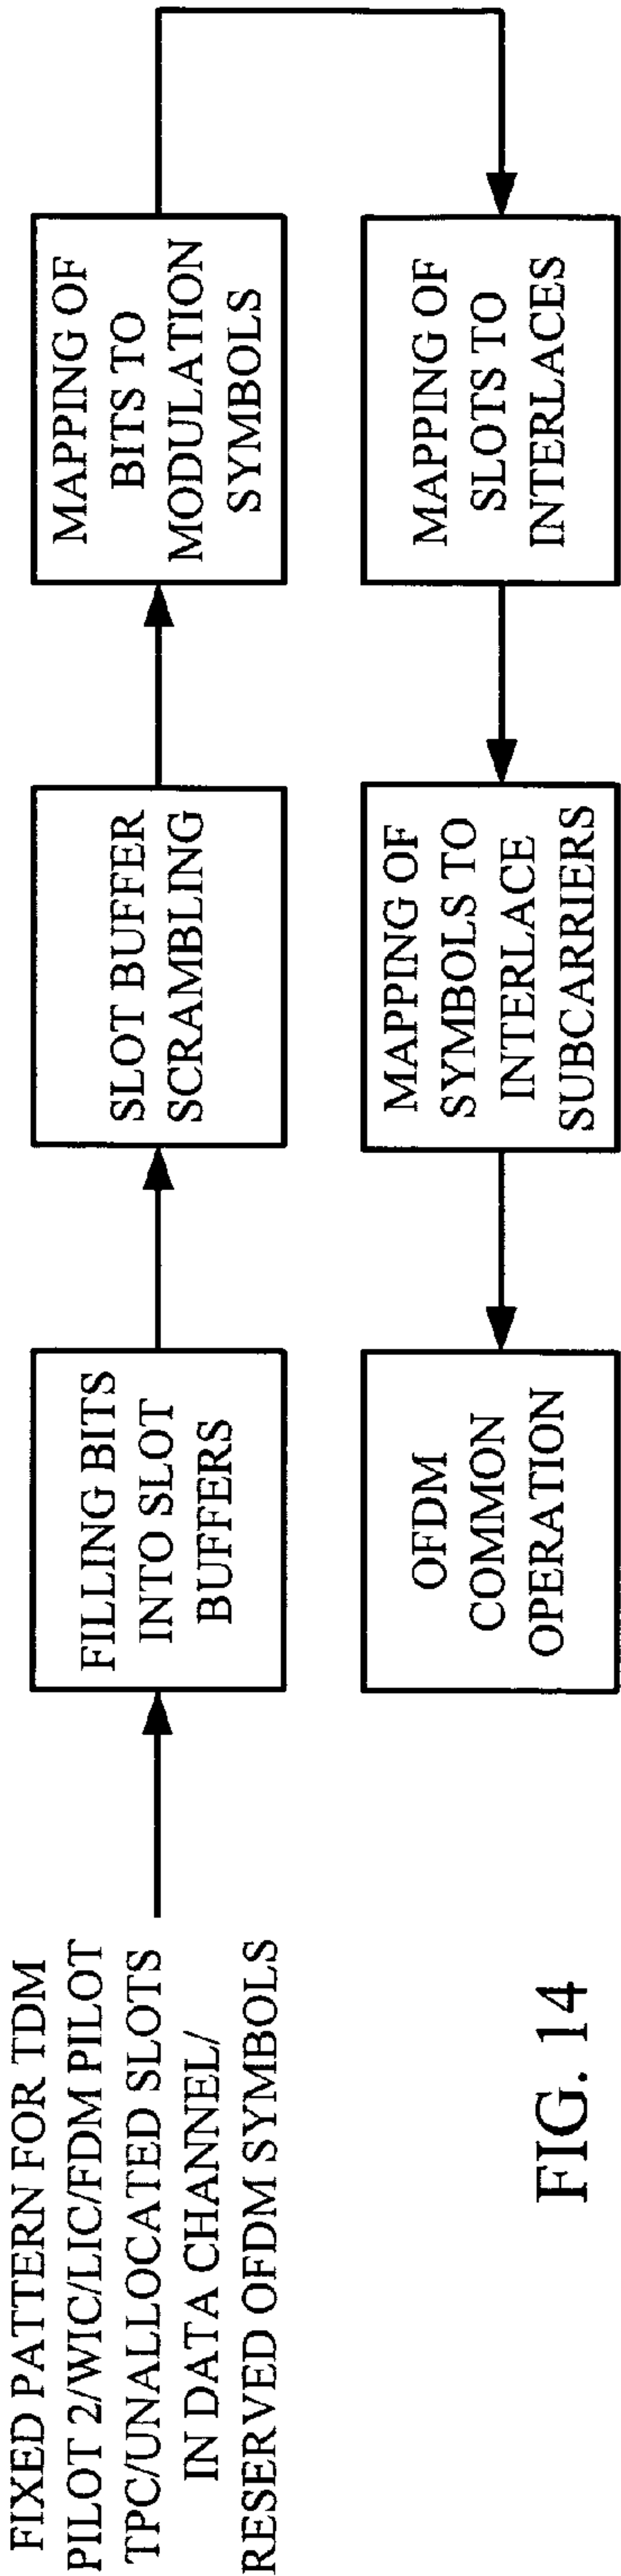 FIXED PATTERN FOR TDM
PILOT 2/WIC/LIC/FDM PILOT
TPC/UNALLOCATED SLOTS
IN DATA CHANNEL/
RESERVED OFDM SYMBOLS
FILLING BITS
INTO SLOT
BUFFERS
SLOT BUFFER
SCRAMBLING
MAPPING OF
BITS TO
MODULATION
SYMBOLS
MAPPING OF
SLOTS TO
INTERLACES
MAPPING OF
SYMBOLS TO
INTERLACE
SUBCARRIERS
OFDM
COMMON
OPERATION
FIG. 14